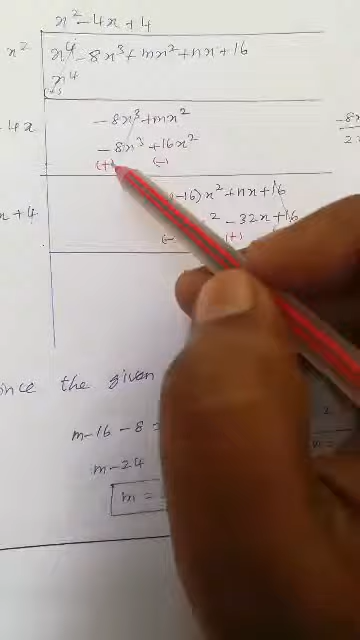 x² - 4x + 4
x² x⁴ - 8x³ + mx² + nx + 16
x⁴
(-)
4x - 8x³ + mx²
- 8x³ + 16x²
(+) (-)
-16) x² + nx + 16
x + 4 ² - 32x + 16
(-) (+)
the given
m - 16 - 8 =
m - 24
m =